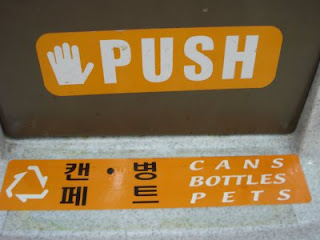 PUSH
캔·병 CANS
BOTTLES
페트 PETS